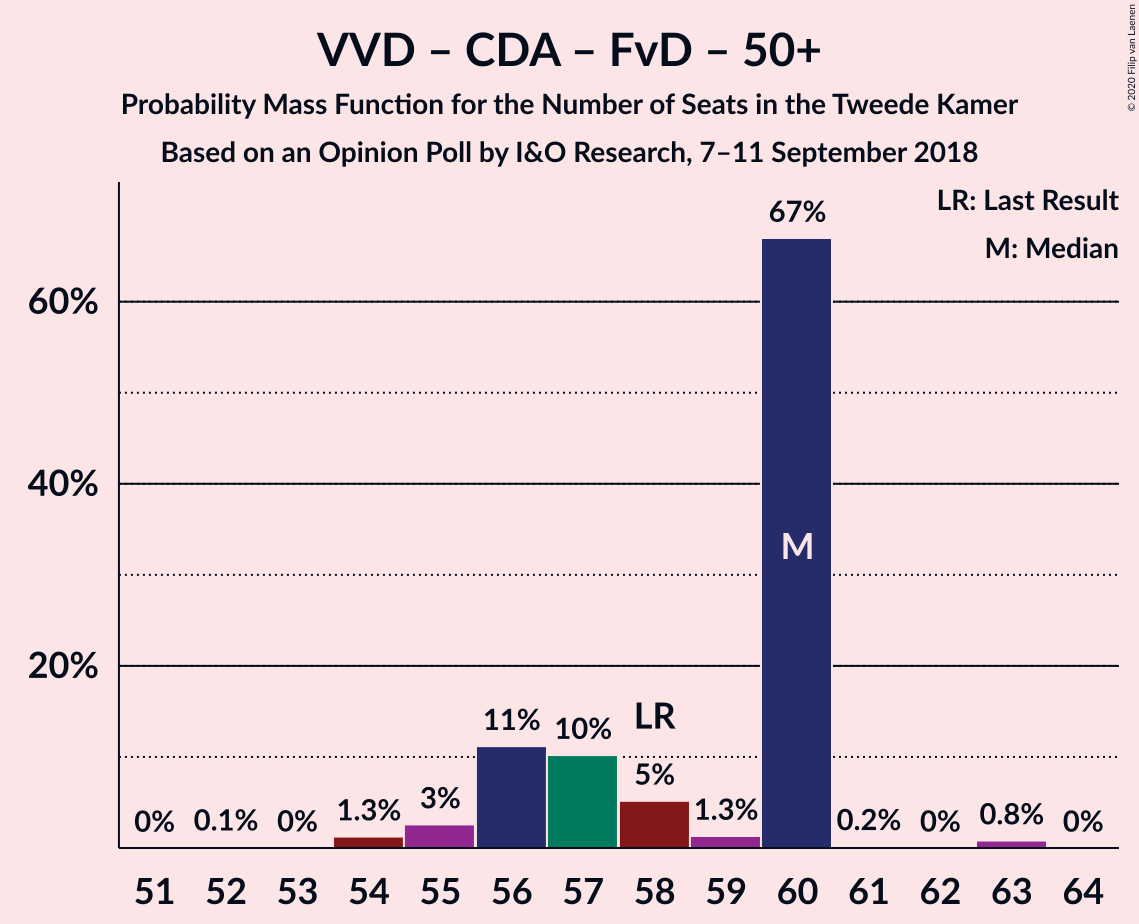 VVD – CDA – FvD – 50+
Probability Mass Function for the Number of Seats in the Tweede Kamer
Based on an Opinion Poll by I&O Research, 7–11 September 2018
© 2020 Filip van Laenen
LR: Last Result
M: Median
60%
40%
20%
0%
0.1%
0%
1.3%
3%
11%
10%
LR
5%
1.3%
67%
M
0.2%
0%
0.8%
0%
51 52 53 54 55 56 57 58 59 60 61 62 63 64